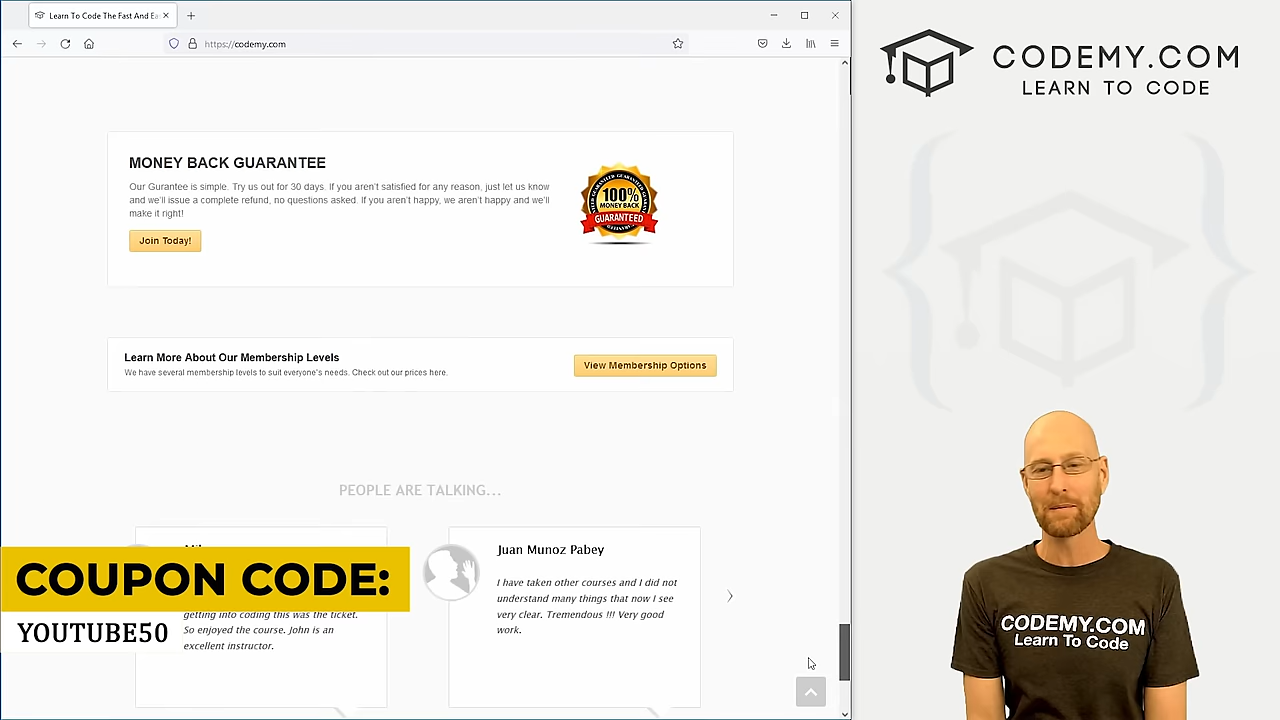 Learn To Code The Fast And Ea
https://codemy.com
CODEMY.COM
LEARN TO CODE
MONEY BACK GUARANTEE
Our Gurantee is simple. Try us out for 30 days. If you aren't satisfied for any reason, just let us know
and we'll issue a complete refund, no questions asked. If you aren't happy, we aren't happy and we'll
make it right!
Join Today!
100%
MONEY BACK
GUARANTEED
Learn More About Our Membership Levels
We have several membership levels to suit everyone's needs. Check out our prices here.
View Membership Options
PEOPLE ARE TALKING...
Juan Munoz Pabey
I have taken other courses and I did not
understand many things that now I see
very clear. Tremendous !!! Very good
work.
COUPON CODE:
YOUTUBE50
getting into coding this was the ticket.
So enjoyed the course. John is an
excellent instructor.
CODEMY.COM
Learn To Code